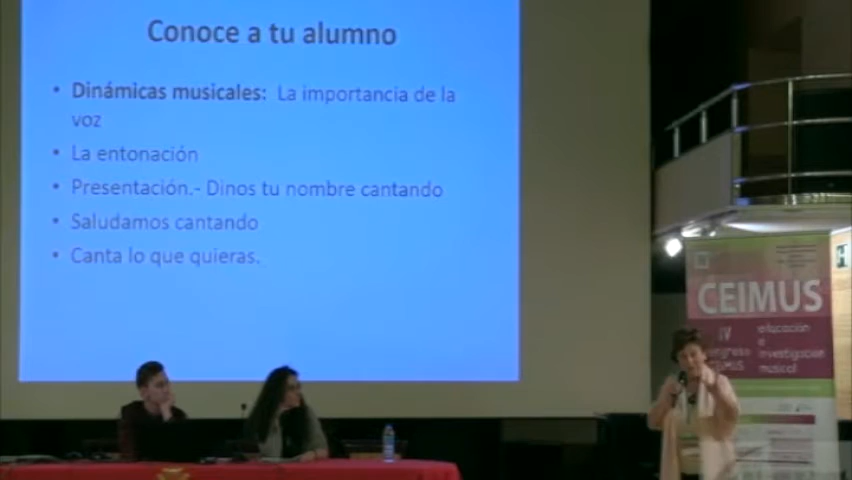 Conoce a tu alumno
• Dinámicas musicales: La importancia de la
voz
• La entonación
• Presentación.- Dinos tu nombre cantando
• Saludamos cantando
• Canta lo que quieras.
CEIMUS
IV
educación
e
investigación
musical